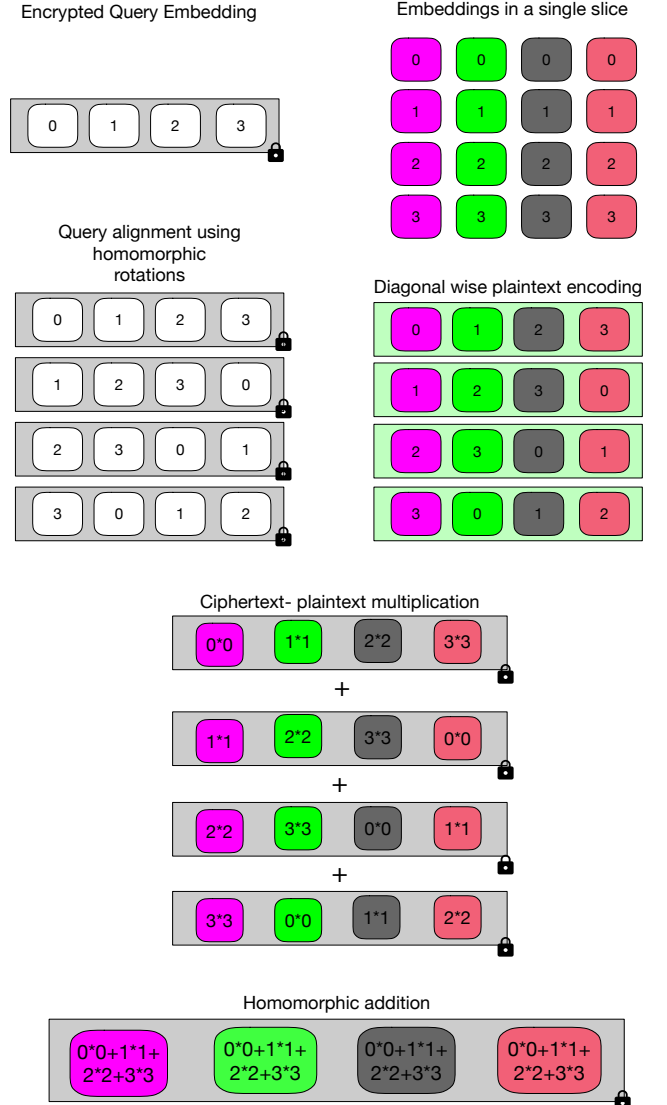 Encrypted Query Embedding
0 1 2 3
Embeddings in a single slice
0 0 0 0
1 1 1 1
2 2 2 2
3 3 3 3
Query alignment using
homomorphic
rotations
0 1 2 3
1 2 3 0
2 3 0 1
3 0 1 2
Diagonal wise plaintext encoding
0 1 2 3
1 2 3 0
2 3 0 1
3 0 1 2
Ciphertext- plaintext multiplication
0*0 1*1 2*2 3*3
+
1*1 2*2 3*3 0*0
+
2*2 3*3 0*0 1*1
+
3*3 0*0 1*1 2*2
Homomorphic addition
0*0+1*1+ 0*0+1*1+ 0*0+1*1+ 0*0+1*1+
2*2+3*3 2*2+3*3 2*2+3*3 2*2+3*3